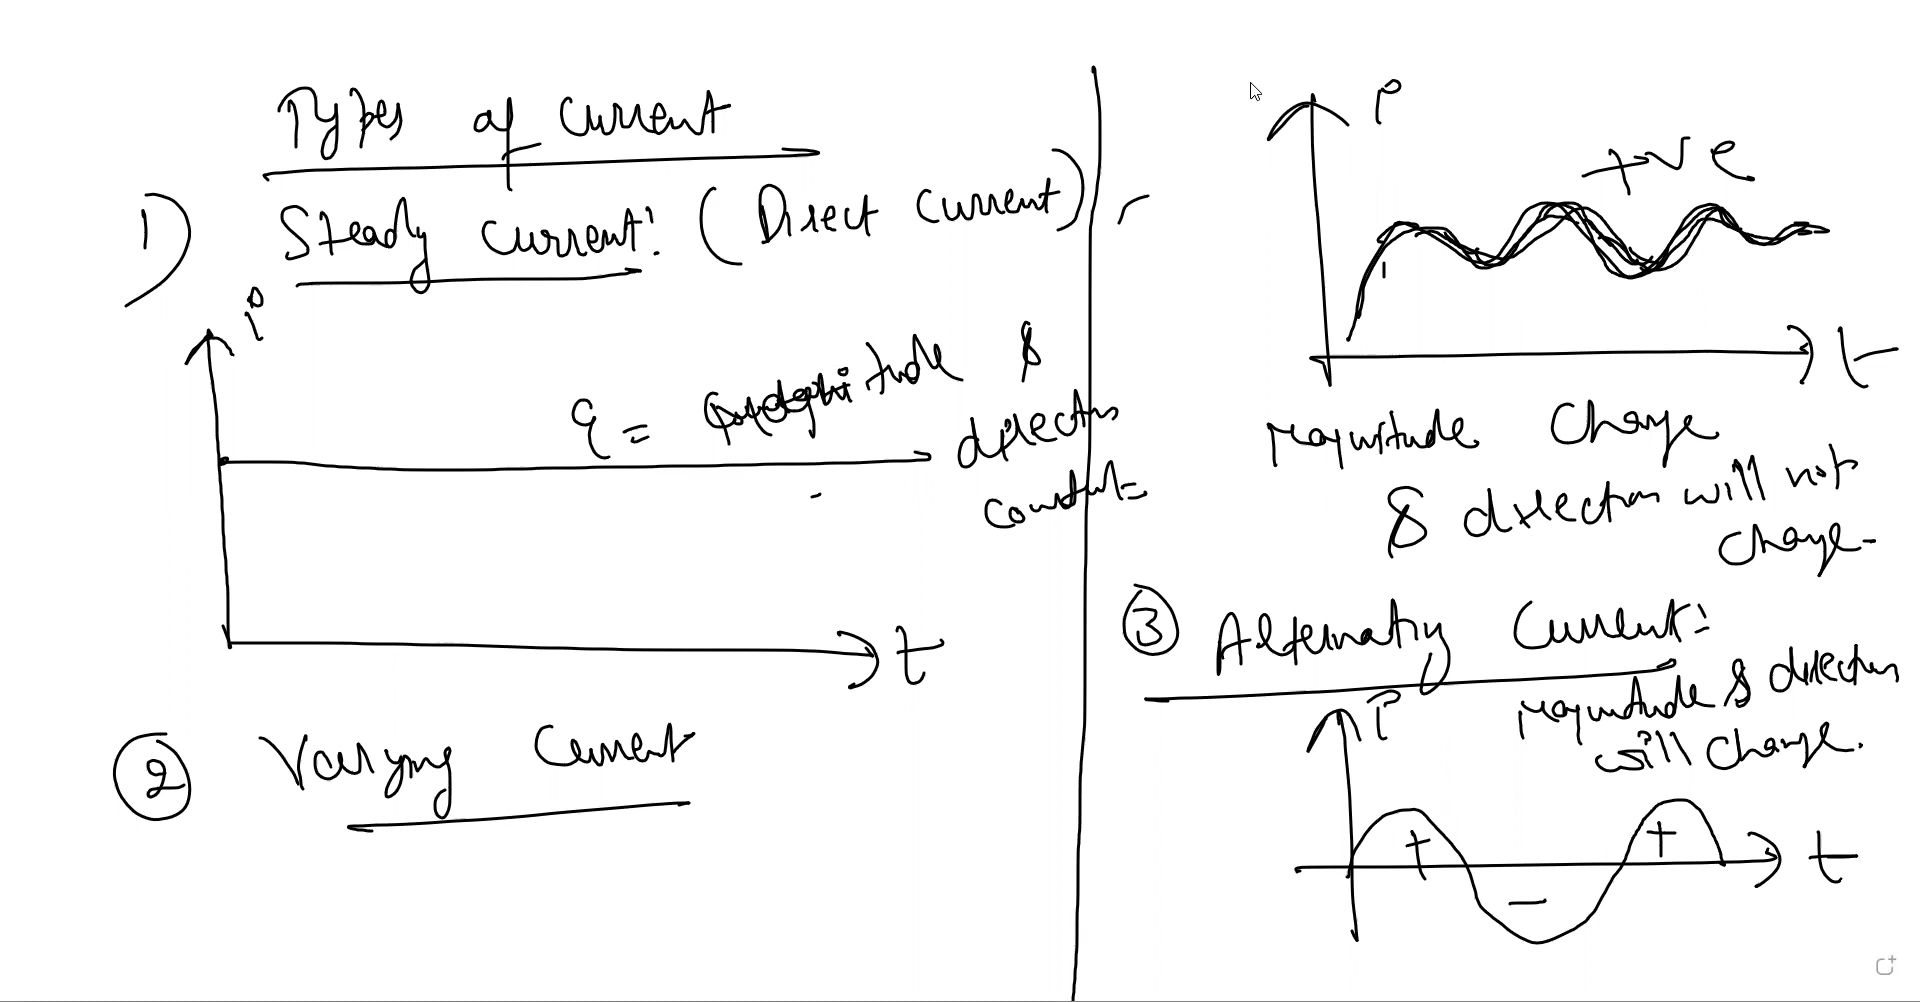 Types of Current
1) Steady Current: (Direct Current)
i
= magnitude &
direction
constant
t
② Varying Current
i
+ve
t
Magnitude Change
& direction will not
change
③ Alternating Current:
Magnitude & direction
will change.
i
+
-
+
t